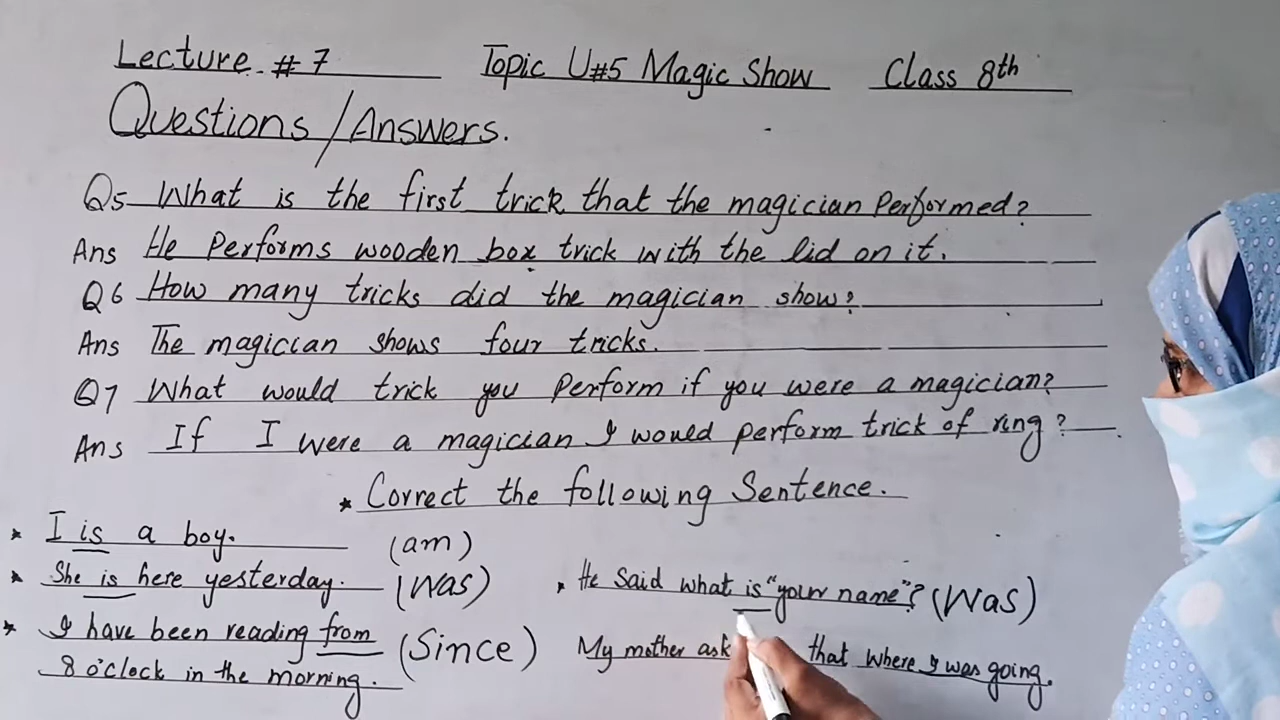 Lecture # 7 Topic U#5 Magic Show Class 8th
Questions/Answers.
Q5 What is the first trick that the magician Performed?
Ans He Performs wooden box trick with the lid on it.
Q6 How many tricks did the magician show?
Ans The magician shows four tricks.
Q7 What would trick you Perform if you were a magician?
Ans If I were a magician I would perform trick of ring?
* Correct the following Sentence.
* I is a boy. (am)
* She is here yesterday. (Was)
* I have been reading from (Since)
8 o'clock in the morning.
* He Said what is "your name"? (Was)
My mother ask that where I was going.